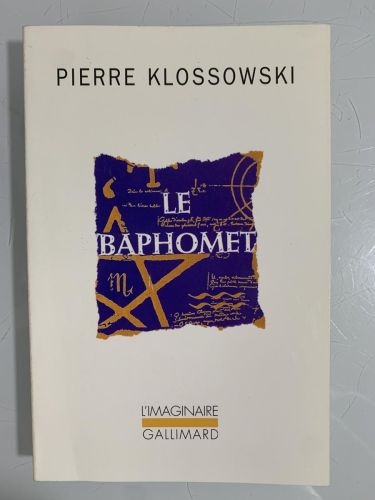 PIERRE KLOSSOWSKI
LE
BAPHOMET
L'IMAGINAIRE
GALLIMARD